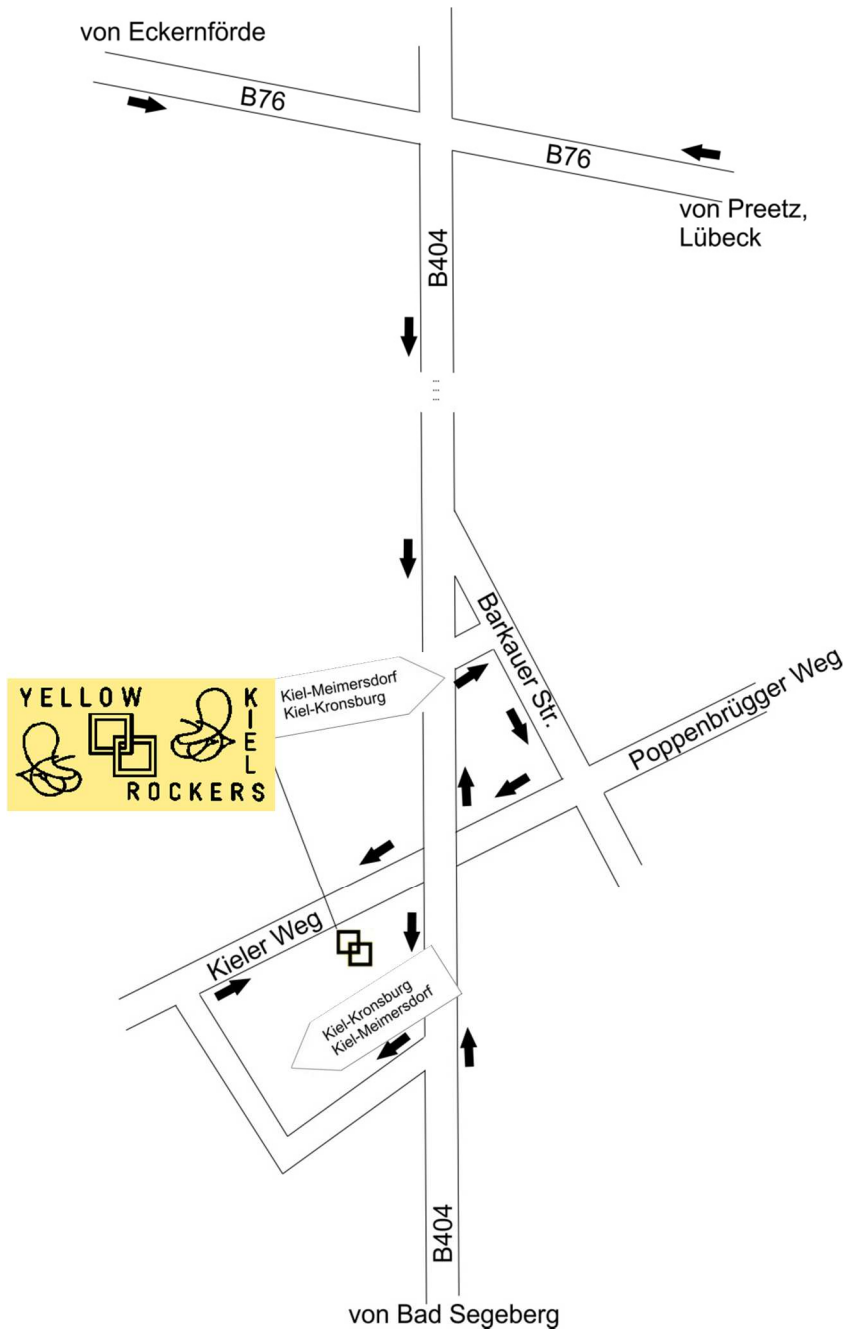 von Eckernförde
B76
B76
von Preetz,
Lübeck
B404
...
...
...
Barkauer Str.
Poppenbrügger Weg
Kiel-Meimersdorf
Kiel-Kronsburg
YELLOW
KIEL
ROCKERS
Kieler Weg
Kiel-Kronsburg
Kiel-Meimersdorf
B404
von Bad Segeberg